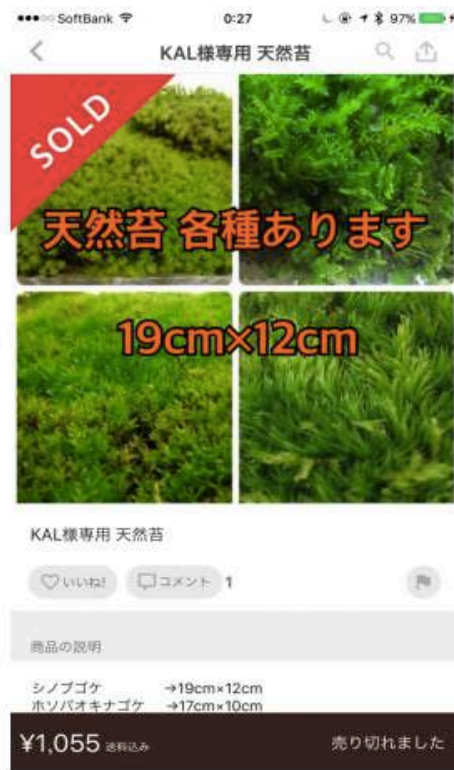 SoftBank 0:27 97%
KAL様専用 天然苔
SOLD
天然苔 各種あります
19cm×12cm
KAL様専用 天然苔
いいね! コメント 1
商品の説明
シノブゴケ →19cm×12cm
ホソバオキナゴケ →17cm×10cm
¥1,055 送料込み 売り切れました